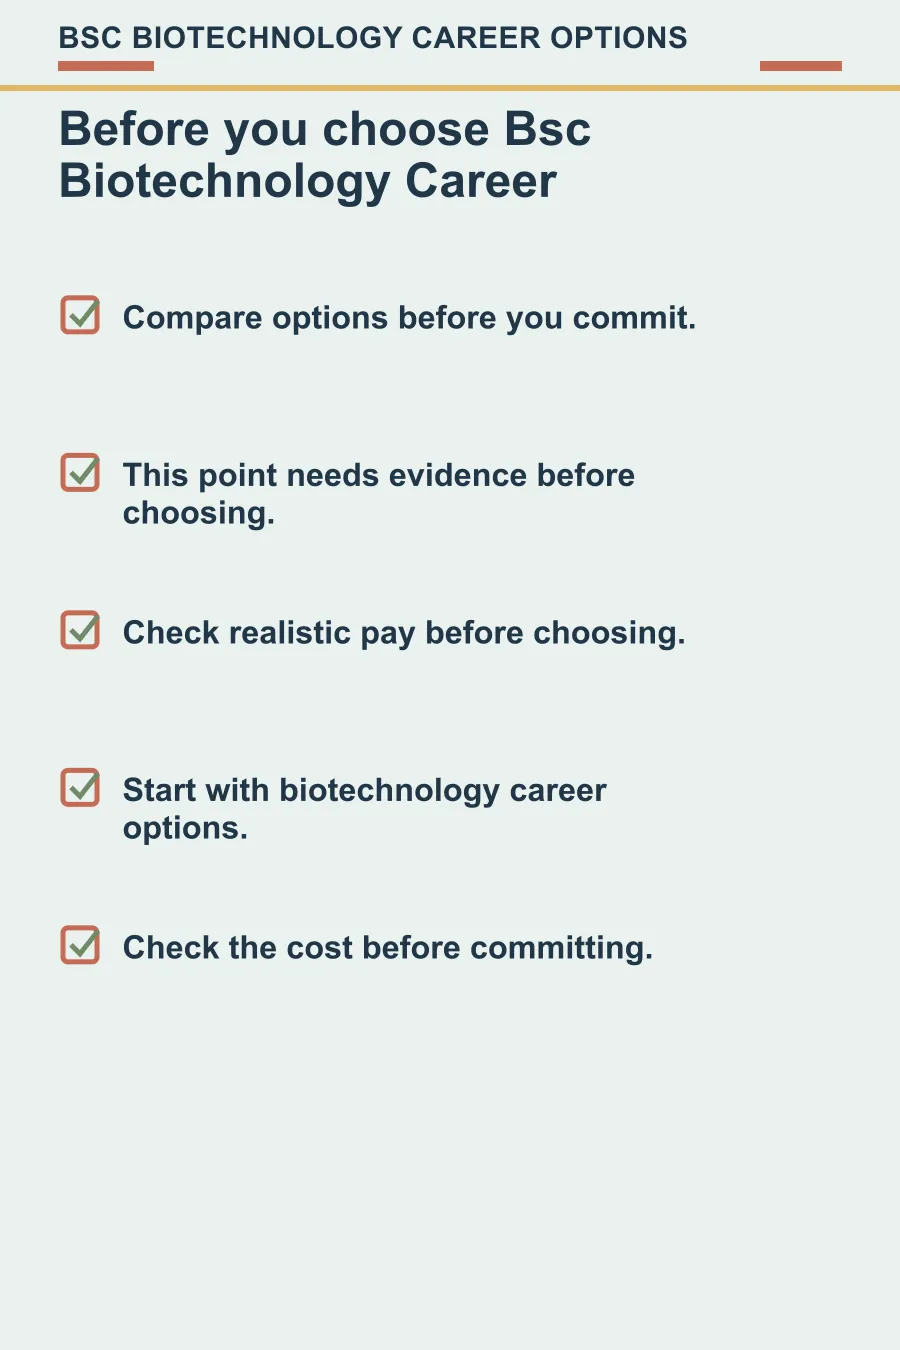 BSC BIOTECHNOLOGY CAREER OPTIONS
Before you choose Bsc
Biotechnology Career
Compare options before you commit.
This point needs evidence before
choosing.
Check realistic pay before choosing.
Start with biotechnology career
options.
Check the cost before committing.